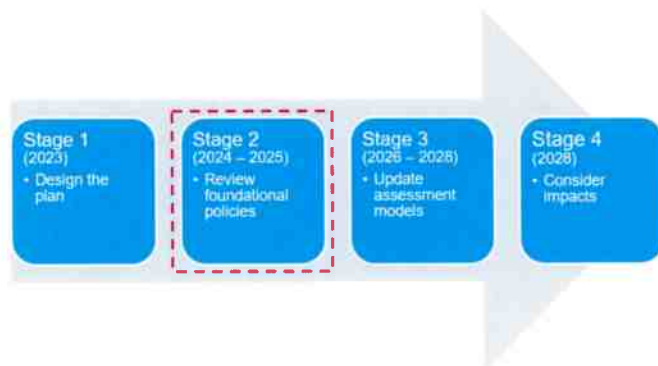 Stage 1
(2023)
• Design the
plan
Stage 2
(2024 – 2025)
• Review
foundational
policies
Stage 3
(2026 – 2028)
• Update
assessment
models
Stage 4
(2028)
• Consider
impacts